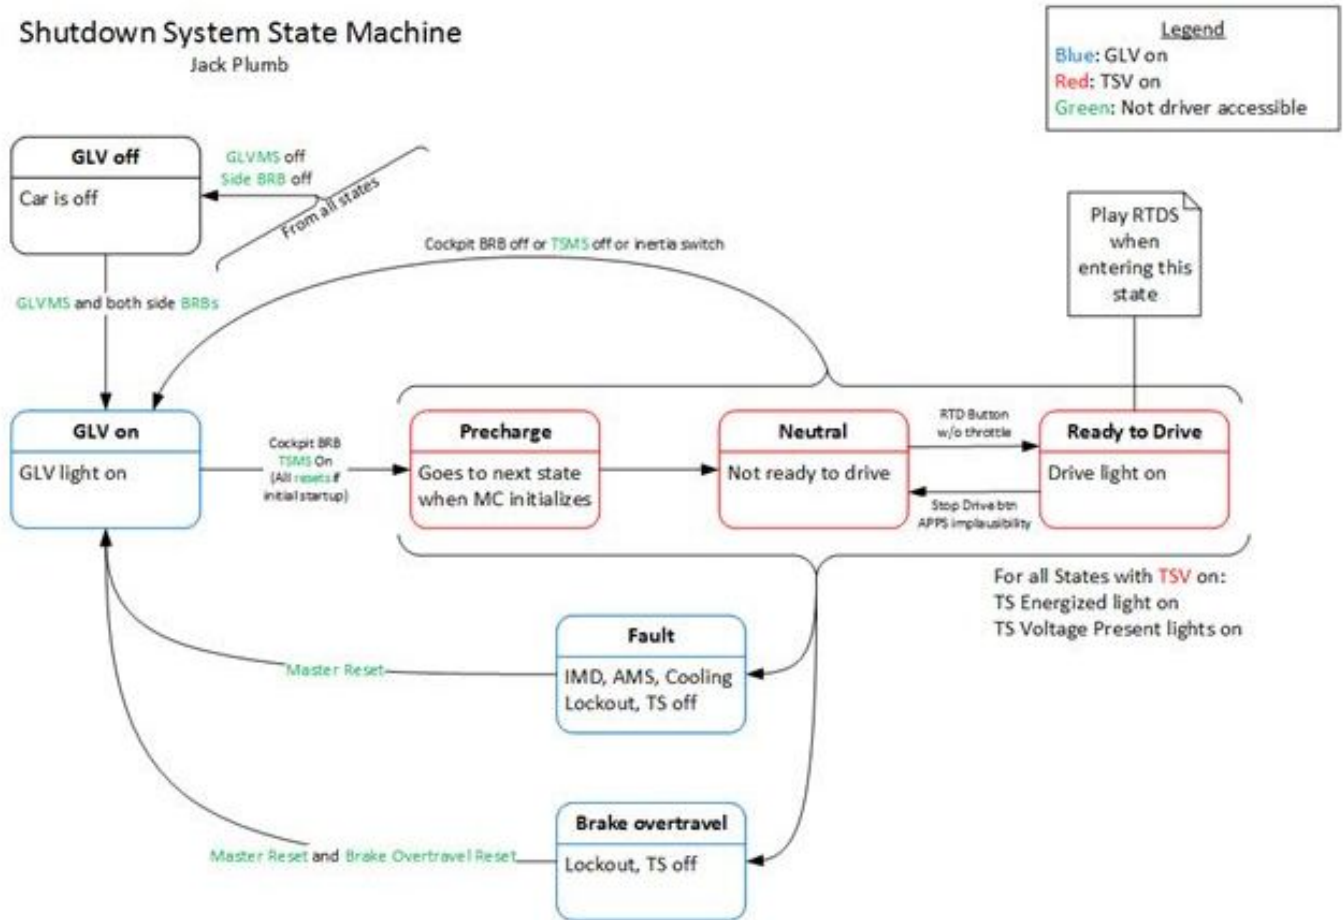 Shutdown System State Machine
Jack Plumb
Legend
Blue: GLV on
Red: TSV on
Green: Not driver accessible
GLV off
Car is off
GLVMS off
Side BRB off
From all states
GLVMS and both side BRBs
Cockpit BRB off or TSMS off or inertia switch
Play RTDS
when
entering this
state
GLV on
GLV light on
Cockpit BRB
TSMS On
(All resets if
initial startup)
Precharge
Goes to next state
when MC initializes
Neutral
Not ready to drive
RTD Button
w/o throttle
Stop Drive btn
APPS implausibility
Ready to Drive
Drive light on
For all States with TSV on:
TS Energized light on
TS Voltage Present lights on
Fault
IMD, AMS, Cooling
Lockout, TS off
Master Reset
Brake overtravel
Lockout, TS off
Master Reset and Brake Overtravel Reset